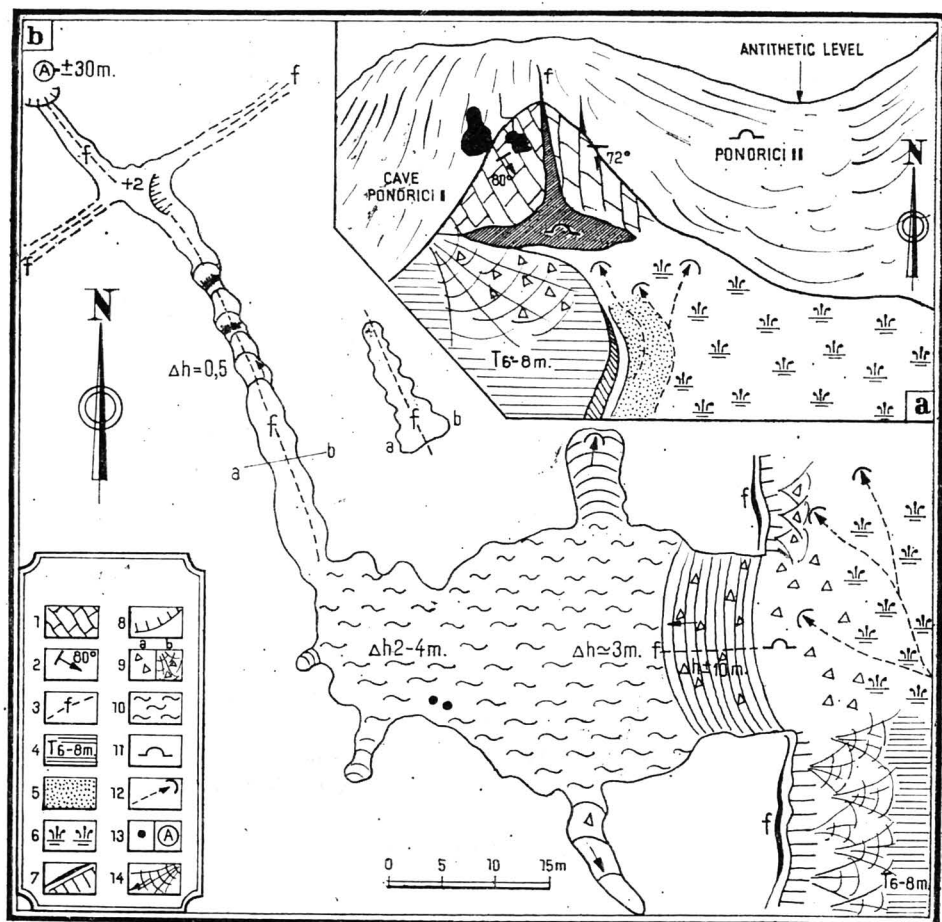 b
A ±30m.
f
f
+2
f
N
Δh=0,5
f
a b
f
a b
ANTITHETIC LEVEL
f
N
PONORICI II
72°
80°
CAVE
PONORICI II
T6-8m.
a
f
Δh2-4m.
Δh≃3m. f
Δh±10m.
f
T6-8m.
0 5 10 15m
1 8
2 80° 9 a b
3 f 10
4 T6-8m. 11
5 12
6 13 A
7 14